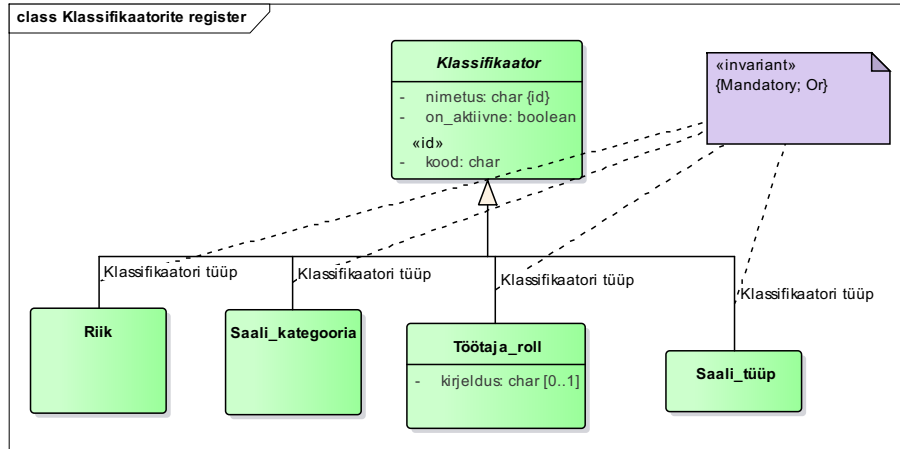 class Klassifikaatorite register
Klassifikaator
- nimetus: char {id}
- on_aktiivne: boolean
«id»
- kood: char
«invariant»
{Mandatory; Or}
Klassifikaatori tüüp
Klassifikaatori tüüp
Klassifikaatori tüüp
Klassifikaatori tüüp
Riik
Saali_kategooria
Töötaja_roll
- kirjeldus: char [0..1]
Saali_tüüp